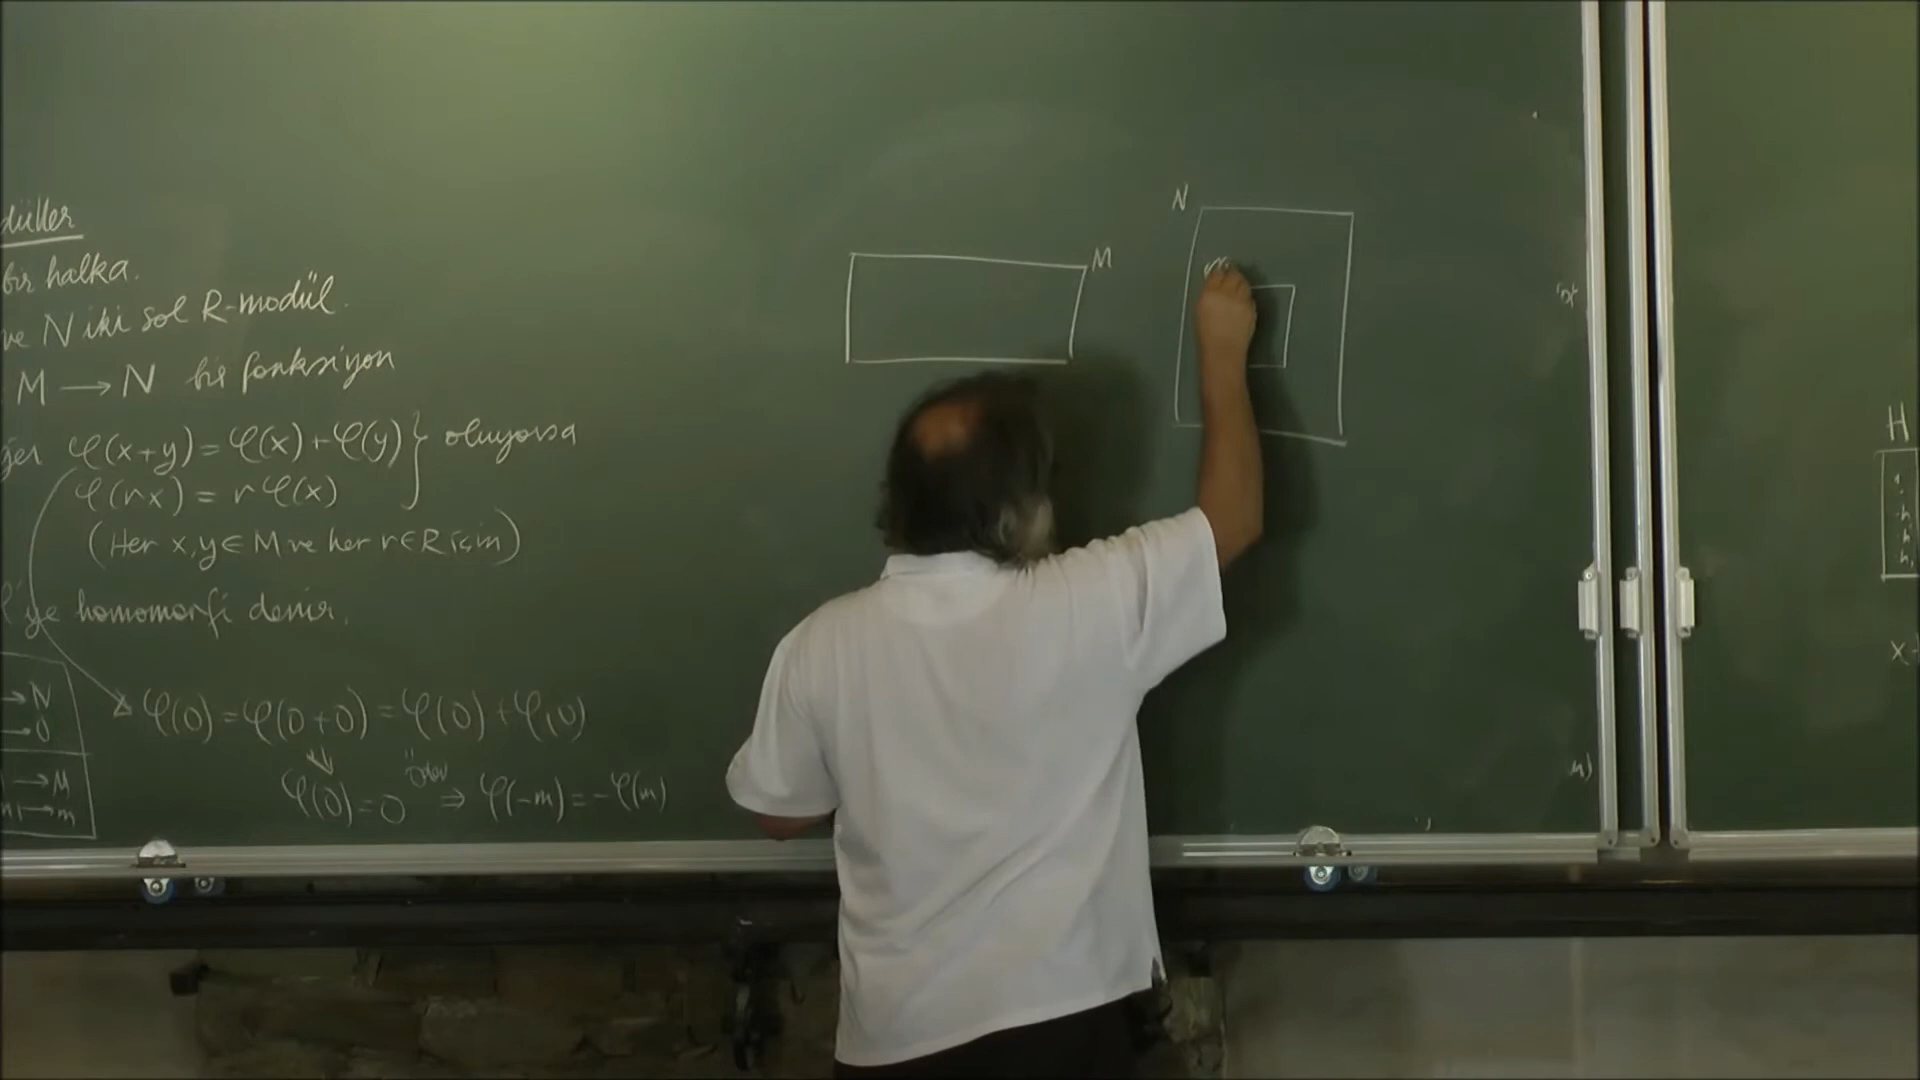 düller
bir halka.
ve N iki sol R-modül.
M → N bir fonksiyon
ğer φ(x+y) = φ(x) + φ(y) } oluyorsa
φ(rx) = rφ(x)
(Her x,y ∈ M ve her r ∈ R için)
φ'ye homomorfi denir.
→ N
→ 0
→ M
m ↦ m
φ(0) = φ(0+0) = φ(0) + φ(0)
φ(0) = 0 ⇒ φ(-m) = -φ(m)
ödev
M
N
H
x